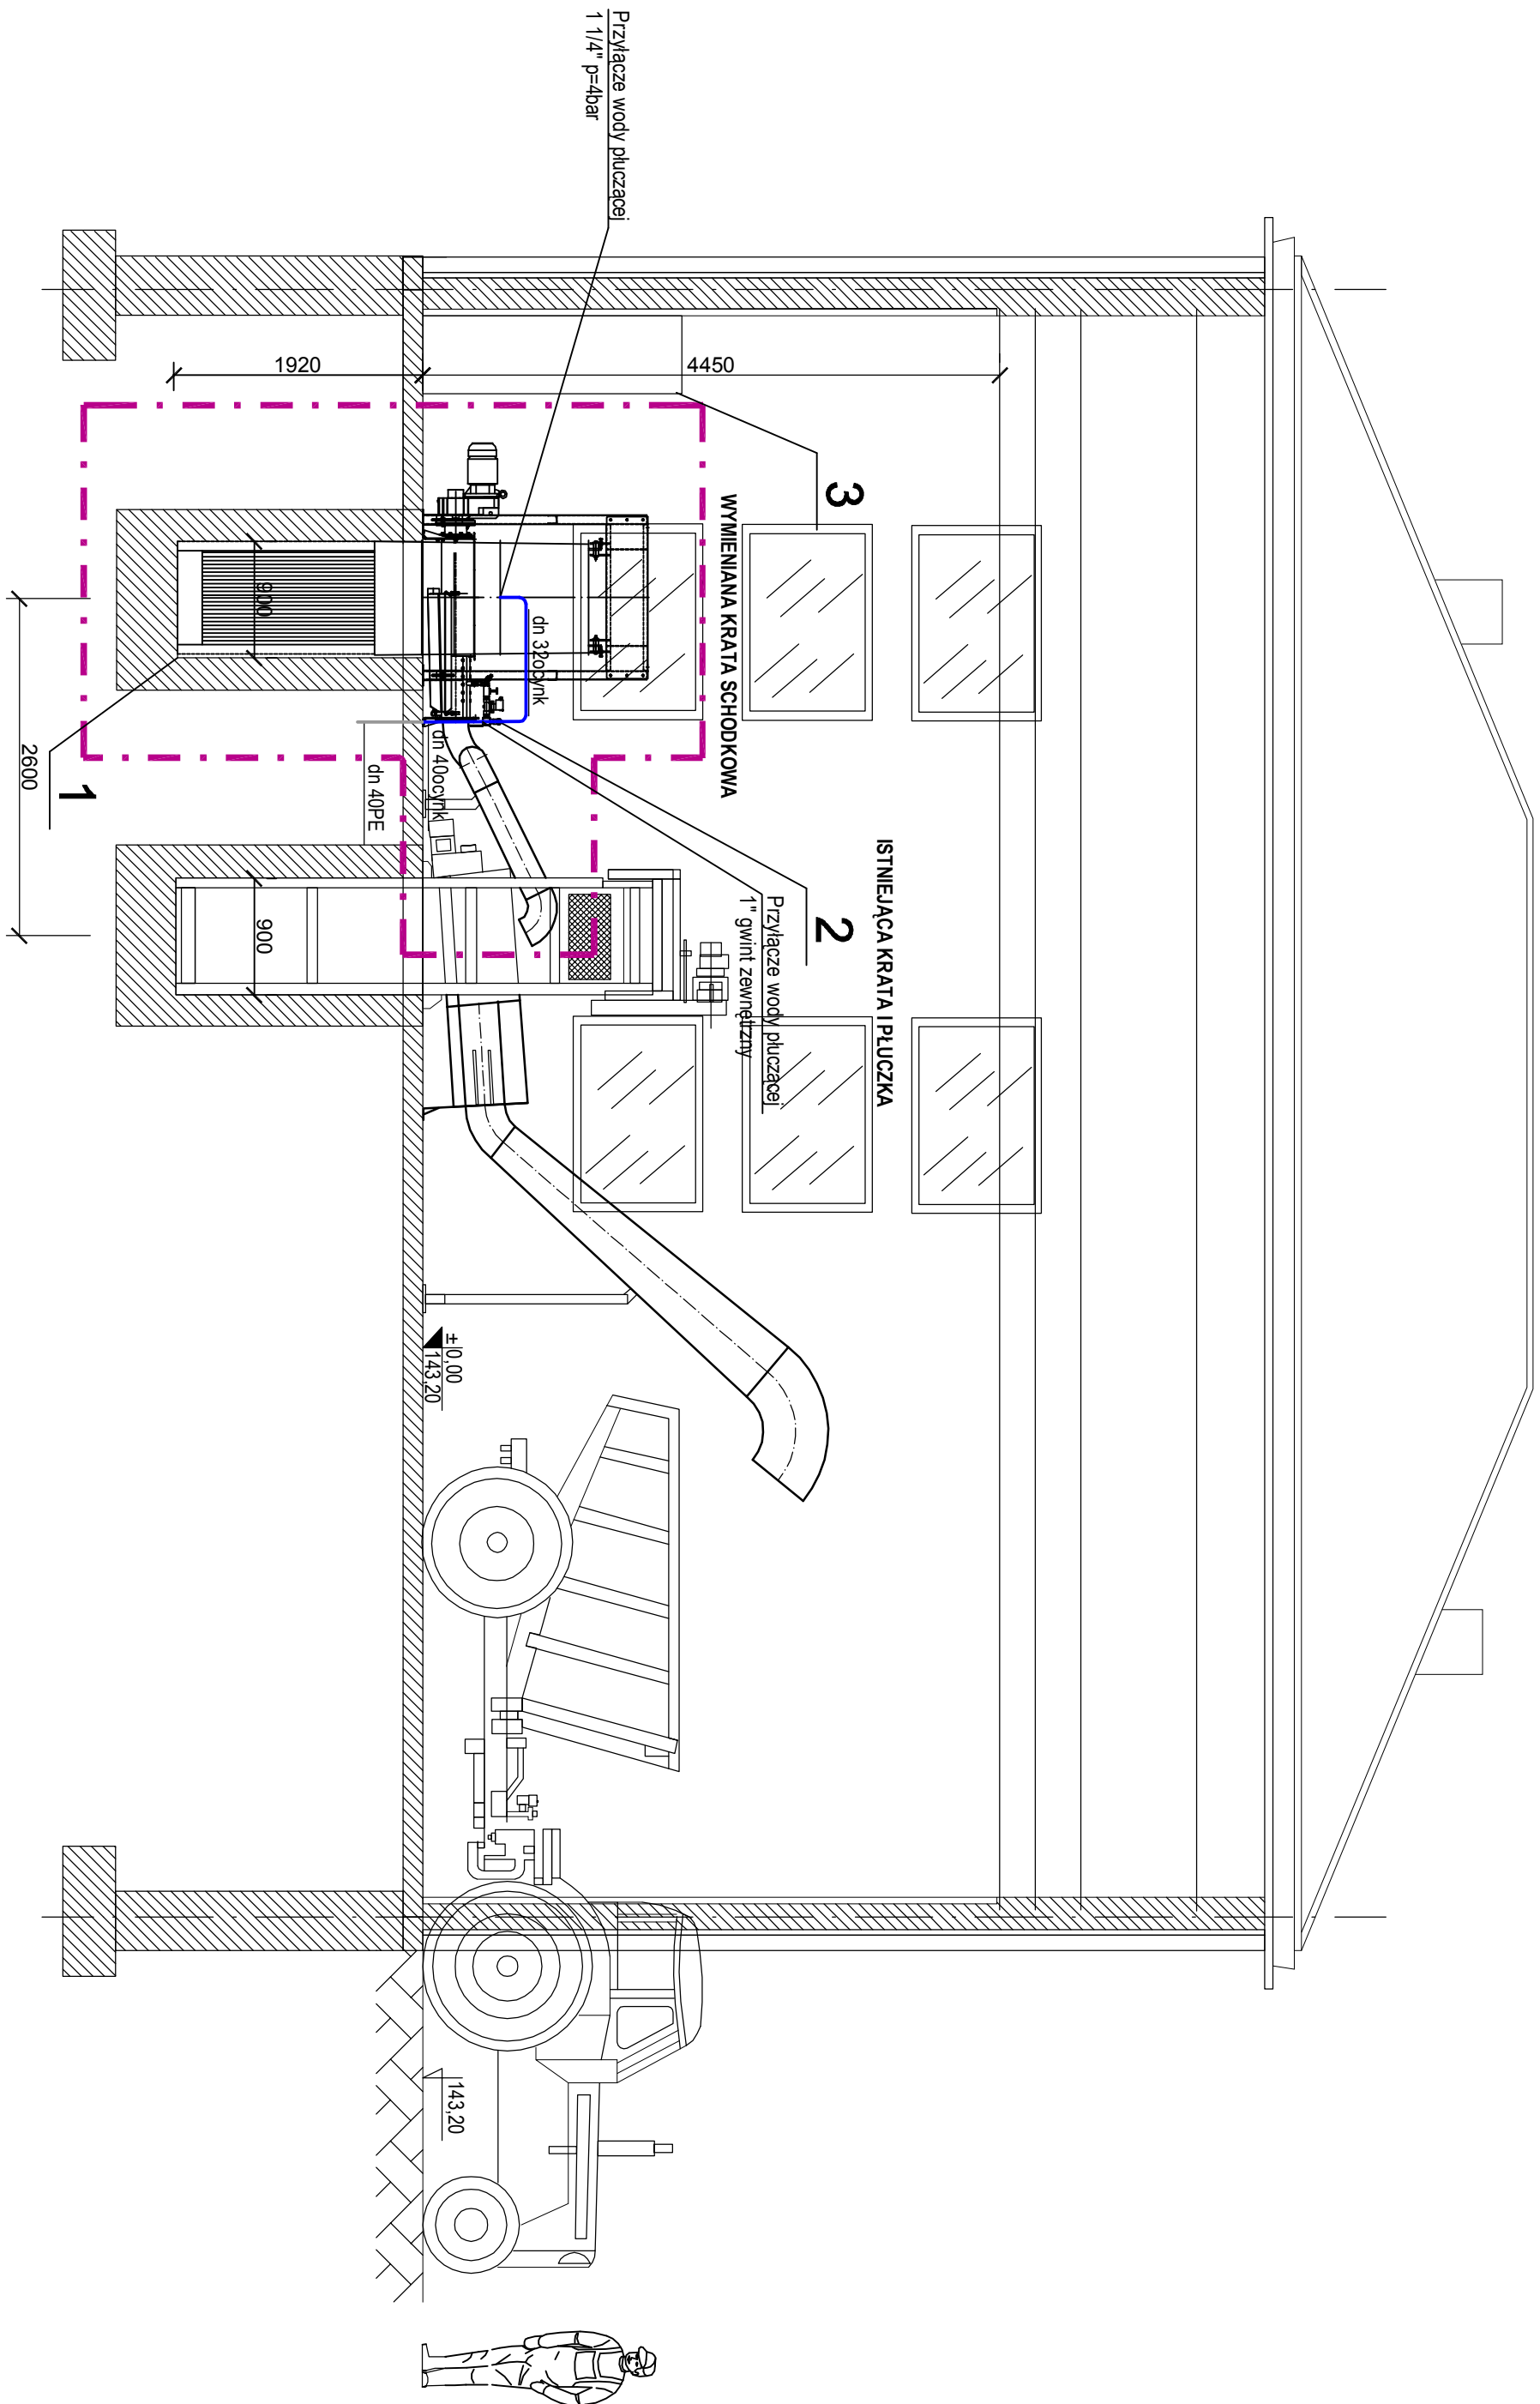 Przyłącze wody płuczącej
1 1/4" p=4bar
4450
1920
3
WYMIENIANA KRATA SCHODKOWA
ISTNIEJĄCA KRATA I PŁUCZKA
2
Przyłącze wody płuczącej
1" gwint zewnętrzny
dn 32ocynk
dn 40ocynk
dn 40PE
900
900
1
2600
±0,00
143,20
143,20